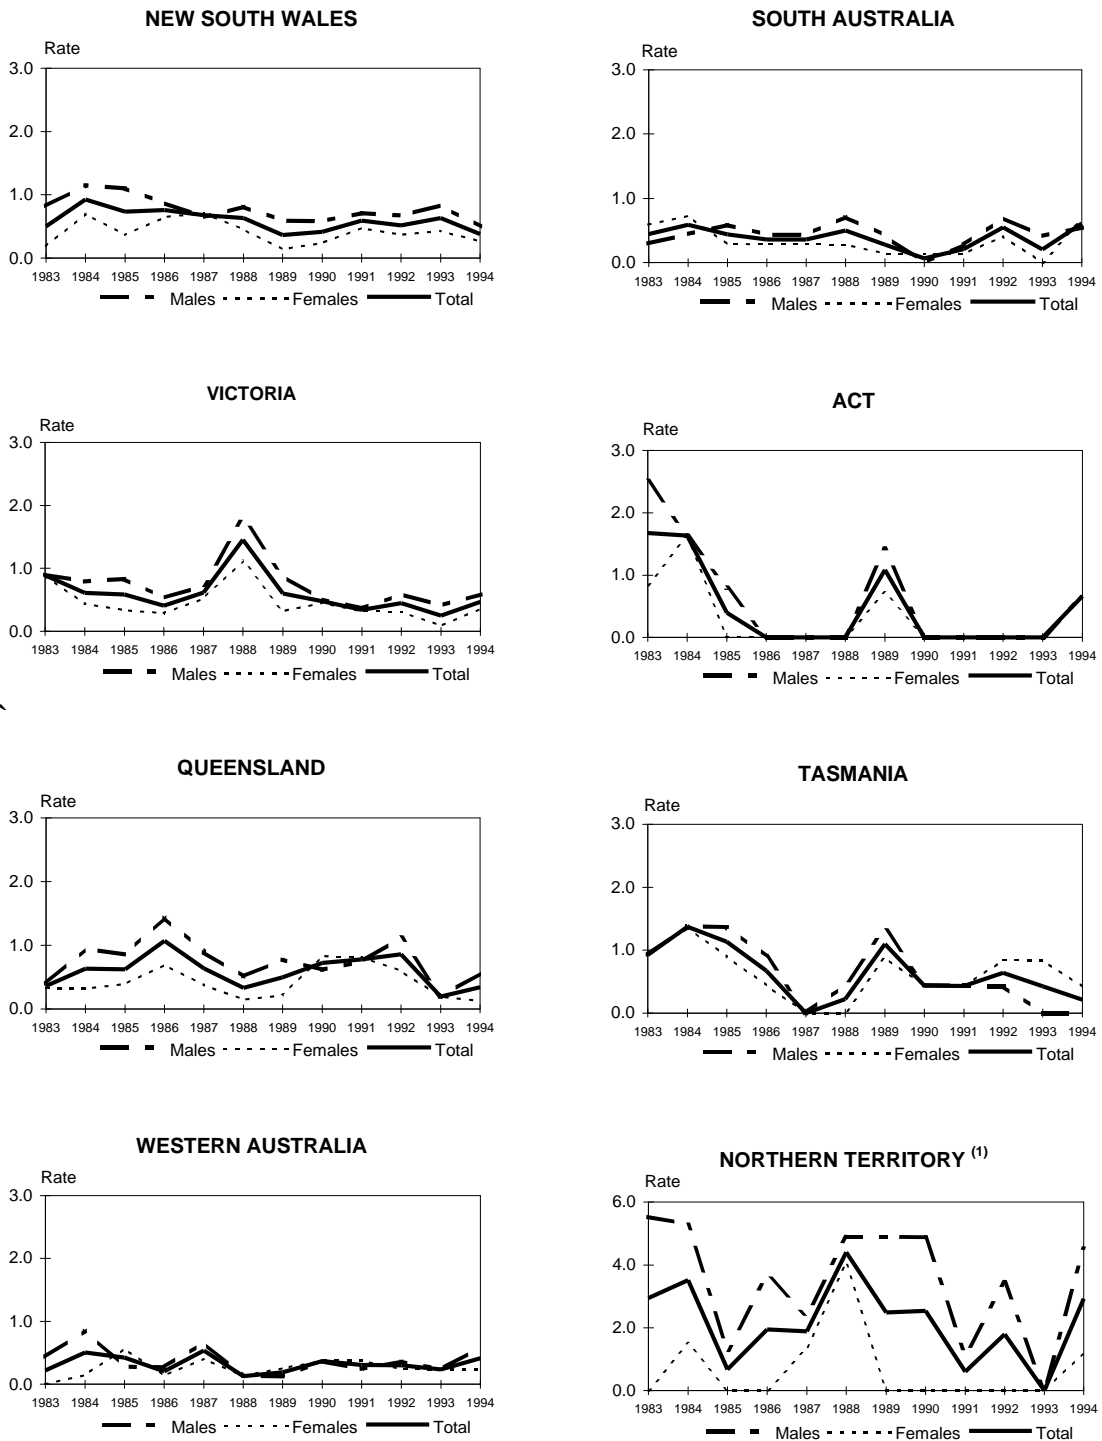 NEW SOUTH WALES
Rate
3.0
2.0
1.0
0.0
1983 1984 1985 1986 1987 1988 1989 1990 1991 1992 1993 1994
Males Females Total
SOUTH AUSTRALIA
Rate
3.0
2.0
1.0
0.0
1983 1984 1985 1986 1987 1988 1989 1990 1991 1992 1993 1994
Males Females Total
VICTORIA
Rate
3.0
2.0
1.0
0.0
1983 1984 1985 1986 1987 1988 1989 1990 1991 1992 1993 1994
Males Females Total
ACT
Rate
3.0
2.0
1.0
0.0
1983 1984 1985 1986 1987 1988 1989 1990 1991 1992 1993 1994
Males Females Total
QUEENSLAND
Rate
3.0
2.0
1.0
0.0
1983 1984 1985 1986 1987 1988 1989 1990 1991 1992 1993 1994
Males Females Total
TASMANIA
Rate
3.0
2.0
1.0
0.0
1983 1984 1985 1986 1987 1988 1989 1990 1991 1992 1993 1994
Males Females Total
WESTERN AUSTRALIA
Rate
3.0
2.0
1.0
0.0
1983 1984 1985 1986 1987 1988 1989 1990 1991 1992 1993 1994
Males Females Total
NORTHERN TERRITORY (1)
Rate
6.0
4.0
2.0
0.0
1983 1984 1985 1986 1987 1988 1989 1990 1991 1992 1993 1994
Males Females Total